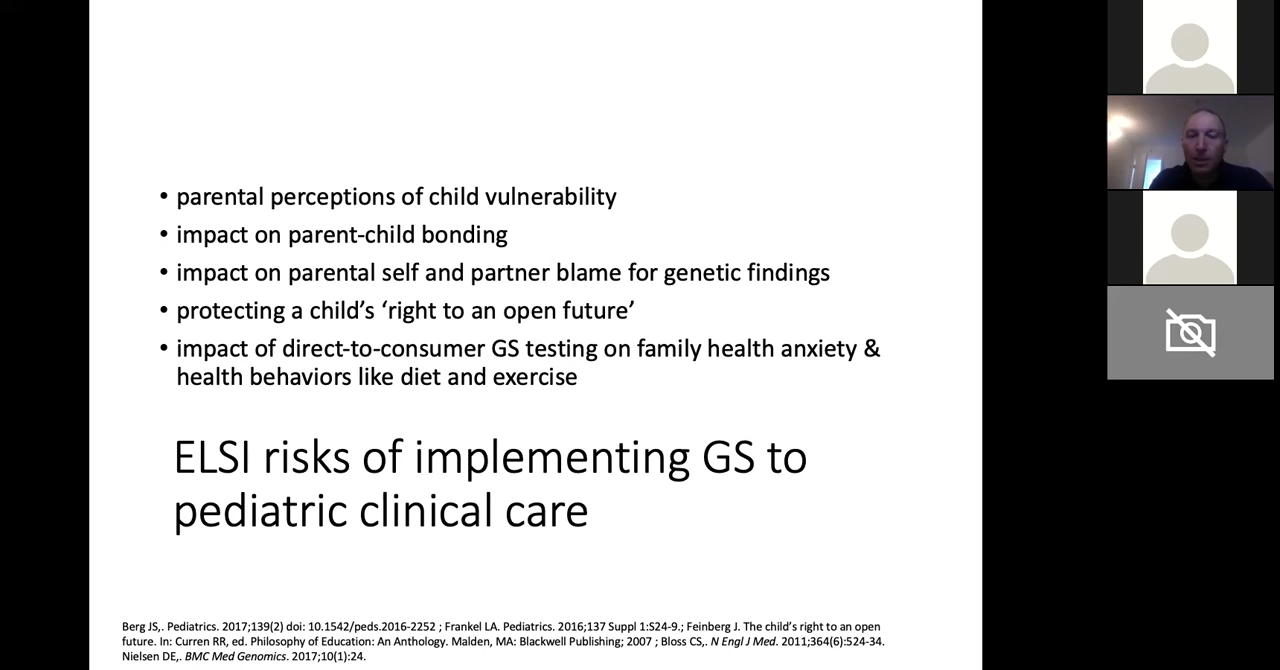 • parental perceptions of child vulnerability
• impact on parent-child bonding
• impact on parental self and partner blame for genetic findings
• protecting a child’s ‘right to an open future’
• impact of direct-to-consumer GS testing on family health anxiety &
health behaviors like diet and exercise
ELSI risks of implementing GS to
pediatric clinical care
Berg JS,. Pediatrics. 2017;139(2) doi: 10.1542/peds.2016-2252 ; Frankel LA. Pediatrics. 2016;137 Suppl 1:S24-9.; Feinberg J. The child’s right to an open
future. In: Curren RR, ed. Philosophy of Education: An Anthology. Malden, MA: Blackwell Publishing; 2007 ; Bloss CS,. N Engl J Med. 2011;364(6):524-34.
Nielsen DE,. BMC Med Genomics. 2017;10(1):24.